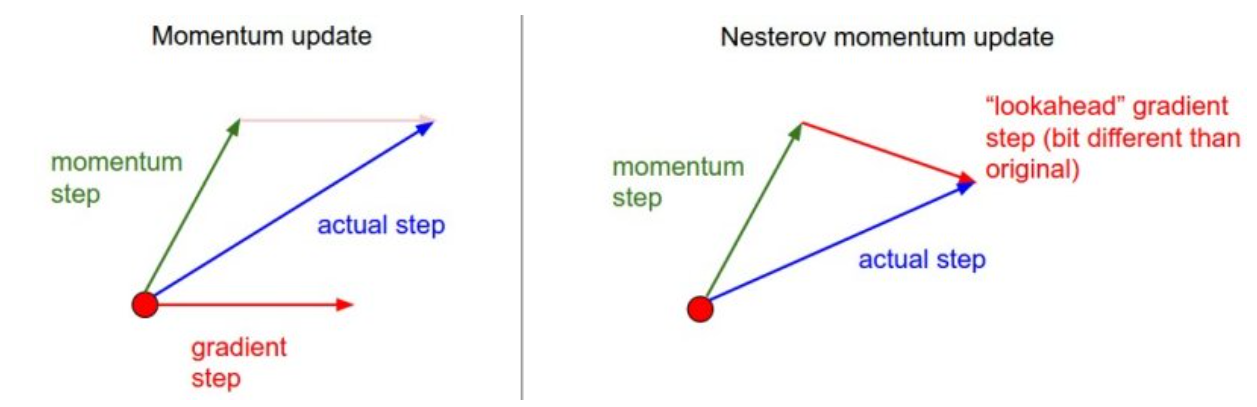 Momentum update
momentum
step
actual step
gradient
step
Nesterov momentum update
“lookahead” gradient
step (bit different than
original)
momentum
step
actual step